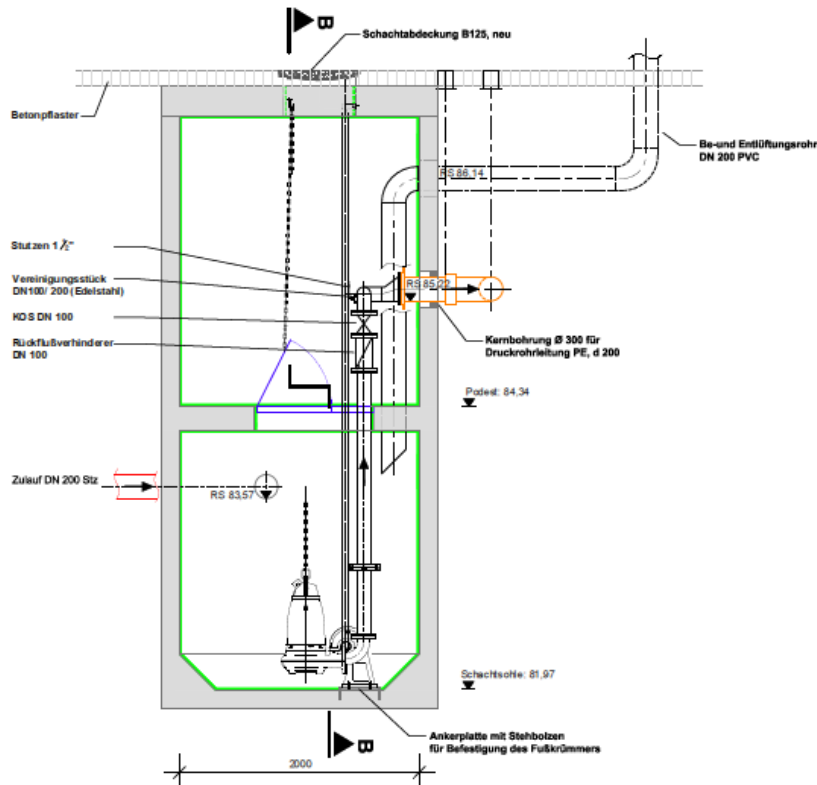 B
Schachtabdeckung B125, neu
Betonpflaster
Be-und Entlüftungsrohr
DN 200 PVC
RS 86,14
Stutzen 1 ½"
Vereinigungsstück
DN100/ 200 (Edelstahl)
RS 85,22
KOS DN 100
Rückflußverhinderer
DN 100
Kernbohrung Ø 300 für
Druckrohrleitung PE, d 200
Podest: 84,34
Zulauf DN 200 Stz
RS 83,57
Schachtsohle: 81,97
B
Ankerplatte mit Stehbolzen
für Befestigung des Fußkrümmers
2000